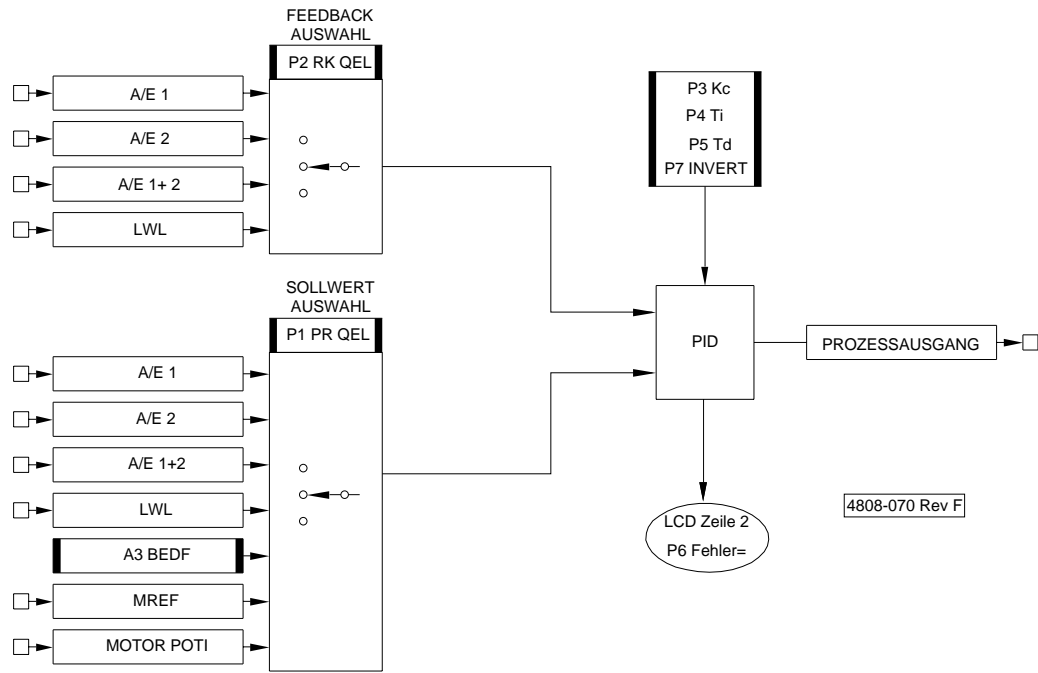 FEEDBACK
AUSWAHL
P2 RK QEL
A/E 1
A/E 2
A/E 1+ 2
LWL
SOLLWERT
AUSWAHL
P1 PR QEL
A/E 1
A/E 2
A/E 1+2
LWL
A3 BEDF
MREF
MOTOR POTI
P3 Kc
P4 Ti
P5 Td
P7 INVERT
PID
PROZESSAUSGANG
LCD Zeile 2
P6 Fehler=
4808-070 Rev F